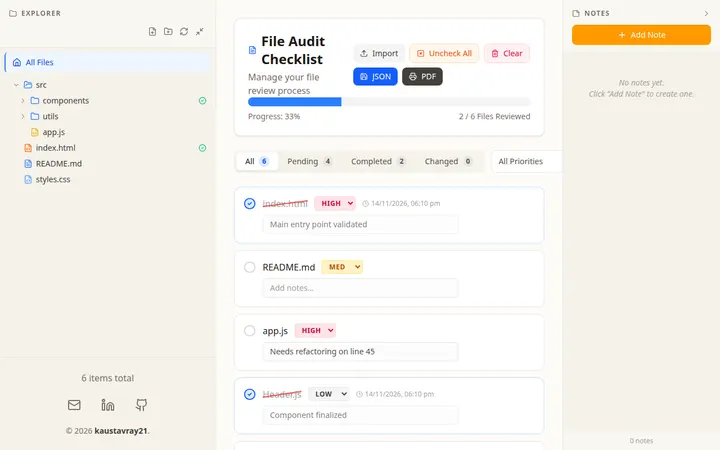 EXPLORER
All Files
src
components
utils
app.js
index.html
README.md
styles.css
6 items total
© 2026 kaustavray21.
File Audit
Checklist
Manage your file
review process
Import
Uncheck All
Clear
JSON
PDF
Progress: 33%
2 / 6 Files Reviewed
All 6
Pending 4
Completed 2
Changed 0
All Priorities
index.html HIGH 14/11/2026, 06:10 pm
Main entry point validated
README.md MED
Add notes...
app.js HIGH
Needs refactoring on line 45
Header.js LOW 14/11/2026, 06:10 pm
Component finalized
NOTES
+ Add Note
No notes yet.
Click "Add Note" to create one.
0 notes